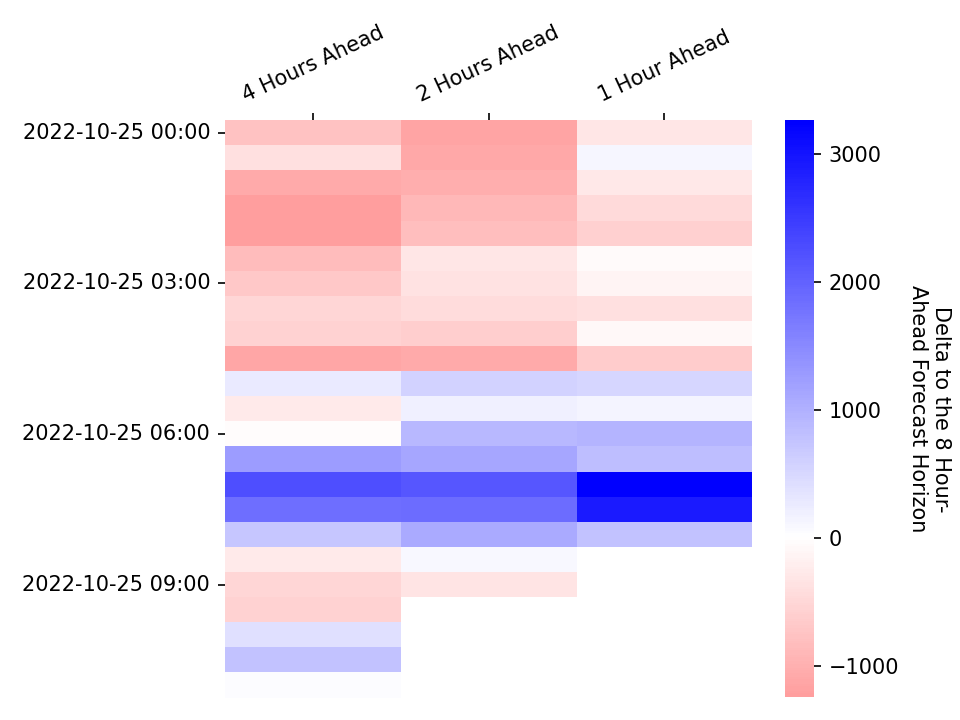 4 Hours Ahead
2 Hours Ahead
1 Hour Ahead
2022-10-25 00:00
2022-10-25 03:00
2022-10-25 06:00
2022-10-25 09:00
3000
2000
1000
0
−1000
Delta to the 8 Hour-
Ahead Forecast Horizon